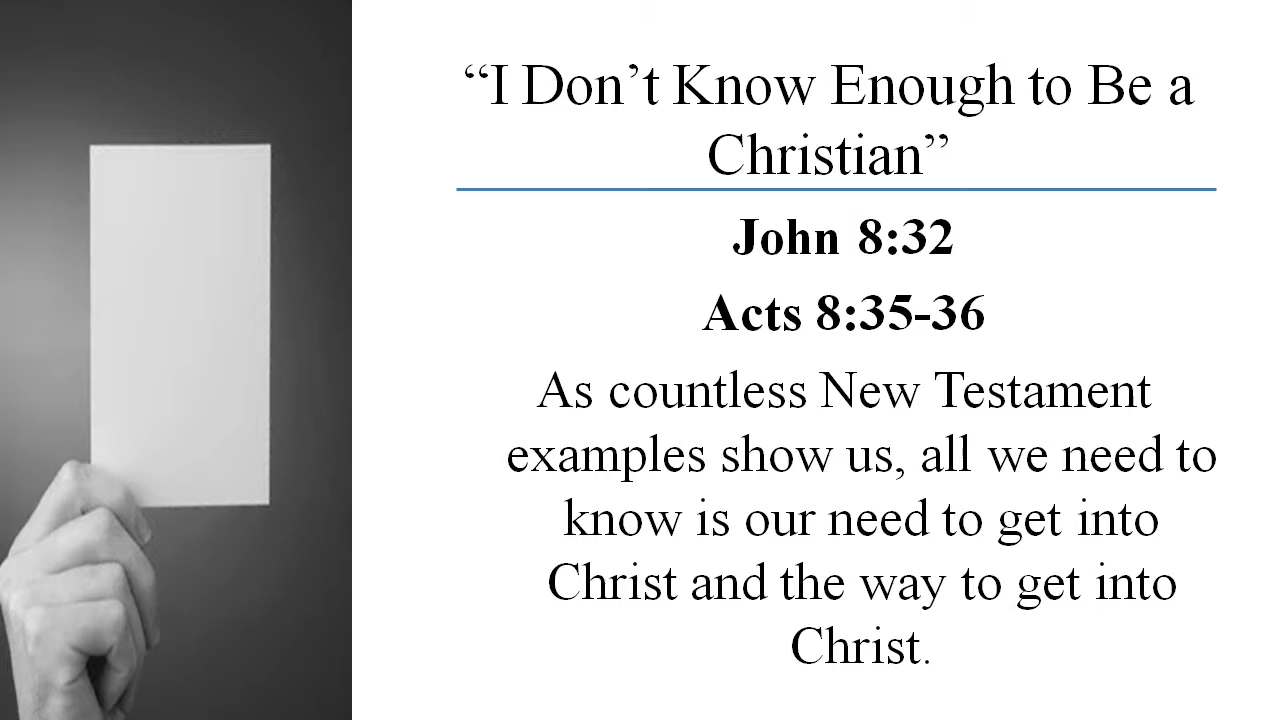 “I Don’t Know Enough to Be a
Christian”
John 8:32
Acts 8:35-36
As countless New Testament
examples show us, all we need to
know is our need to get into
Christ and the way to get into
Christ.